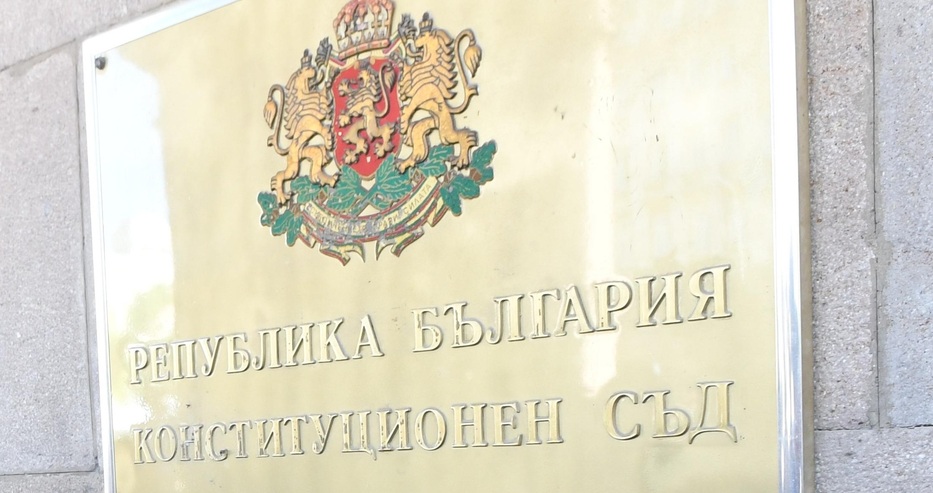 РЕПУБЛИКА БЪЛГАРИЯ
КОНСТИТУЦИОНЕН СЪД